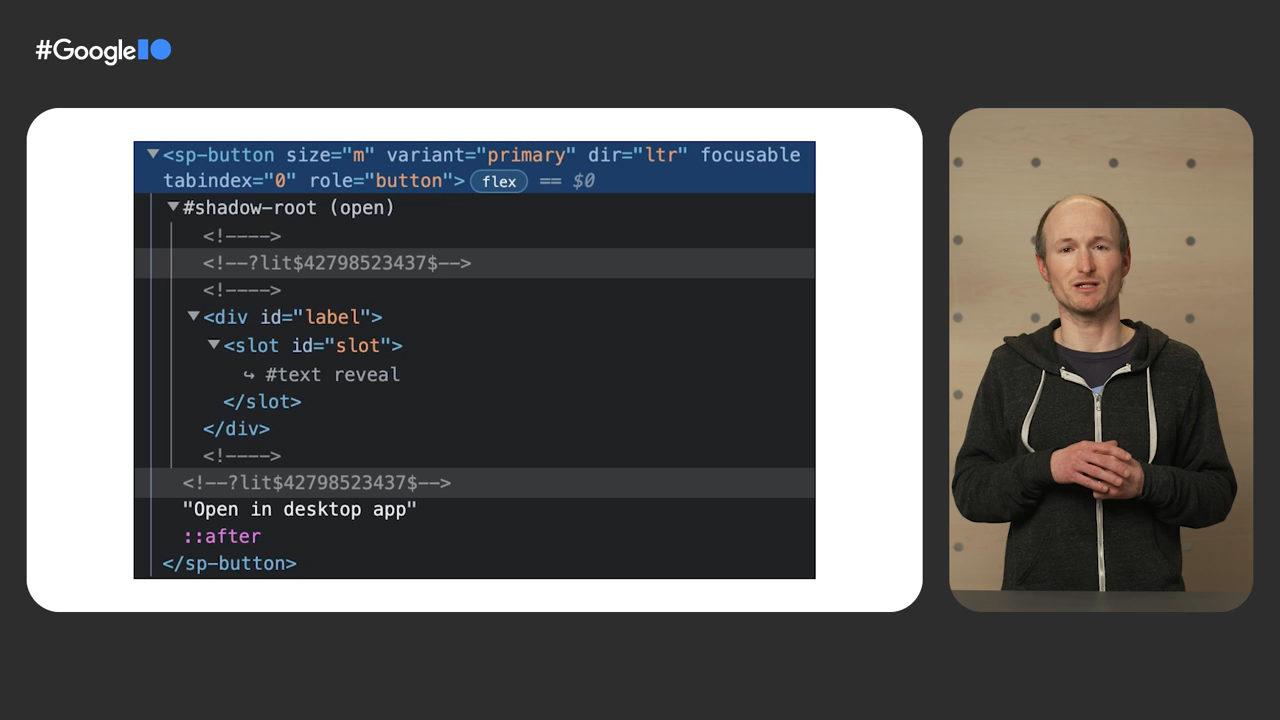 #GoogleIO
▼<sp-button size="m" variant="primary" dir="ltr" focusable
tabindex="0" role="button"> flex == $0
▼#shadow-root (open)
<!---->
<!--?lit$42798523437$-->
<!---->
▼<div id="label">
▼<slot id="slot">
↪ #text reveal
</slot>
</div>
<!---->
<!--?lit$42798523437$-->
"Open in desktop app"
::after
</sp-button>